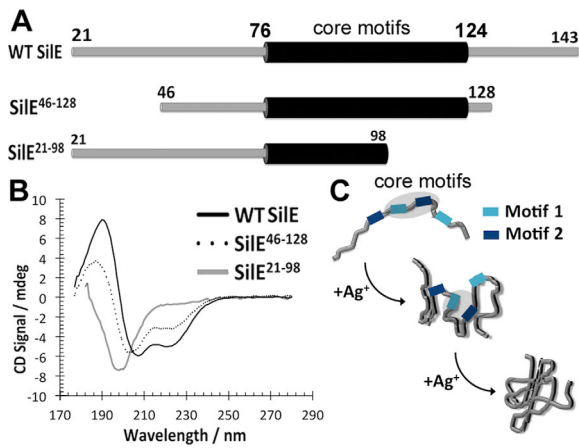 A
core motifs
21 76 124 143
WT SilE
46 128
SilE46-128
21 98
SilE21-98
B
CD Signal / mdeg
10
8
6
4
2
0
-2
-4
-6
-8
-10
170 190 210 230 250 270 290
Wavelength / nm
WT SilE
SilE46-128
SilE21-98
C
core motifs
Motif 1
Motif 2
+Ag+
+Ag+